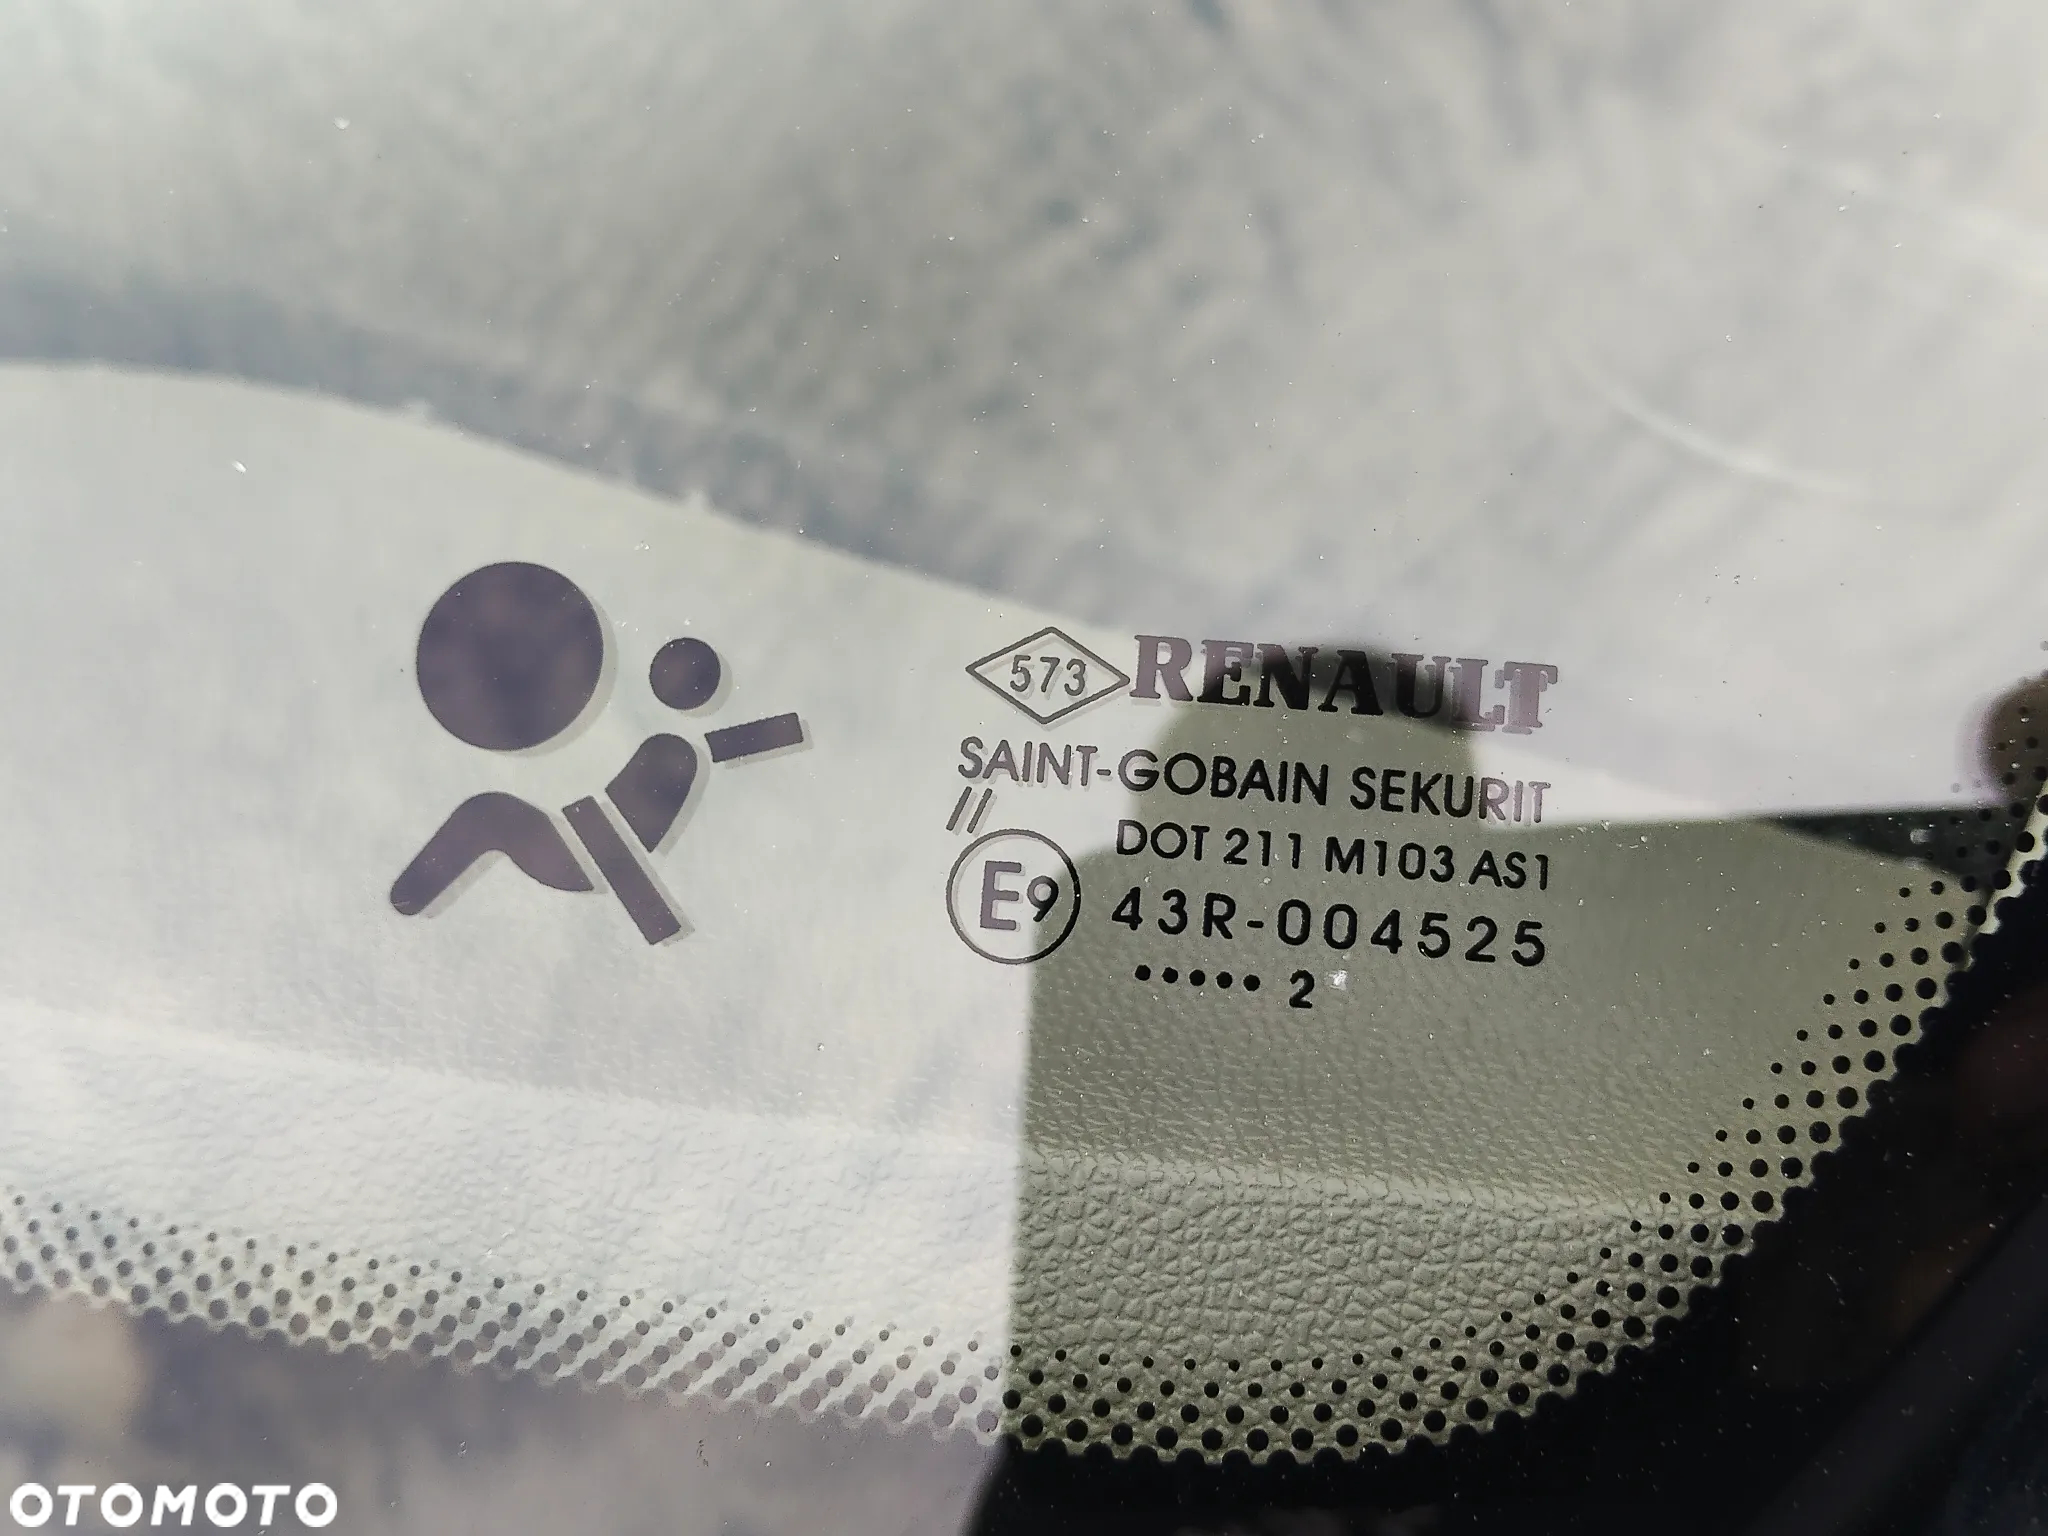 573 RENAULT
SAINT-GOBAIN SEKURIT
//
DOT 211 M103 AS1
E9 43R-004525
••••• 2
OTOMOTO